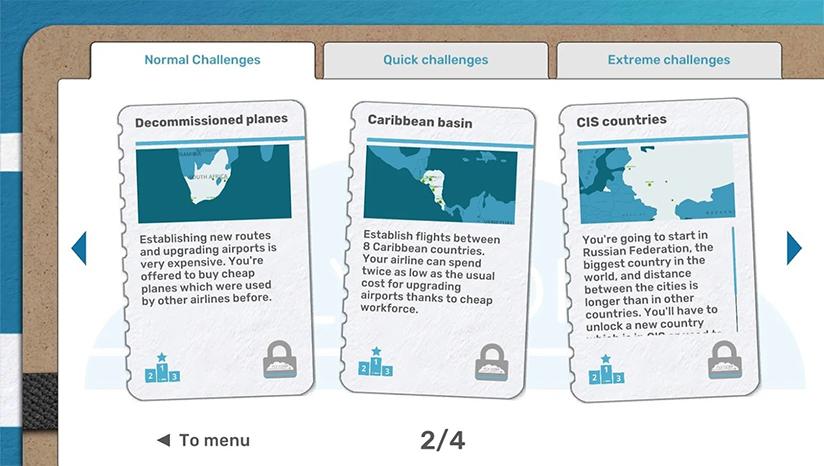 Normal Challenges
Quick challenges
Extreme challenges
Decommissioned planes
SOUTH AFRICA
Establishing new routes
and upgrading airports is
very expensive. You're
offered to buy cheap
planes which were used
by other airlines before.
2 1 3
Caribbean basin
Establish flights between
8 Caribbean countries.
Your airline can spend
twice as low as the usual
cost for upgrading
airports thanks to cheap
workforce.
2 1 3
CIS countries
You're going to start in
Russian Federation, the
biggest country in the
world, and distance
between the cities is
longer than in other
countries. You'll have to
unlock a new country
2 1 3
To menu
2/4